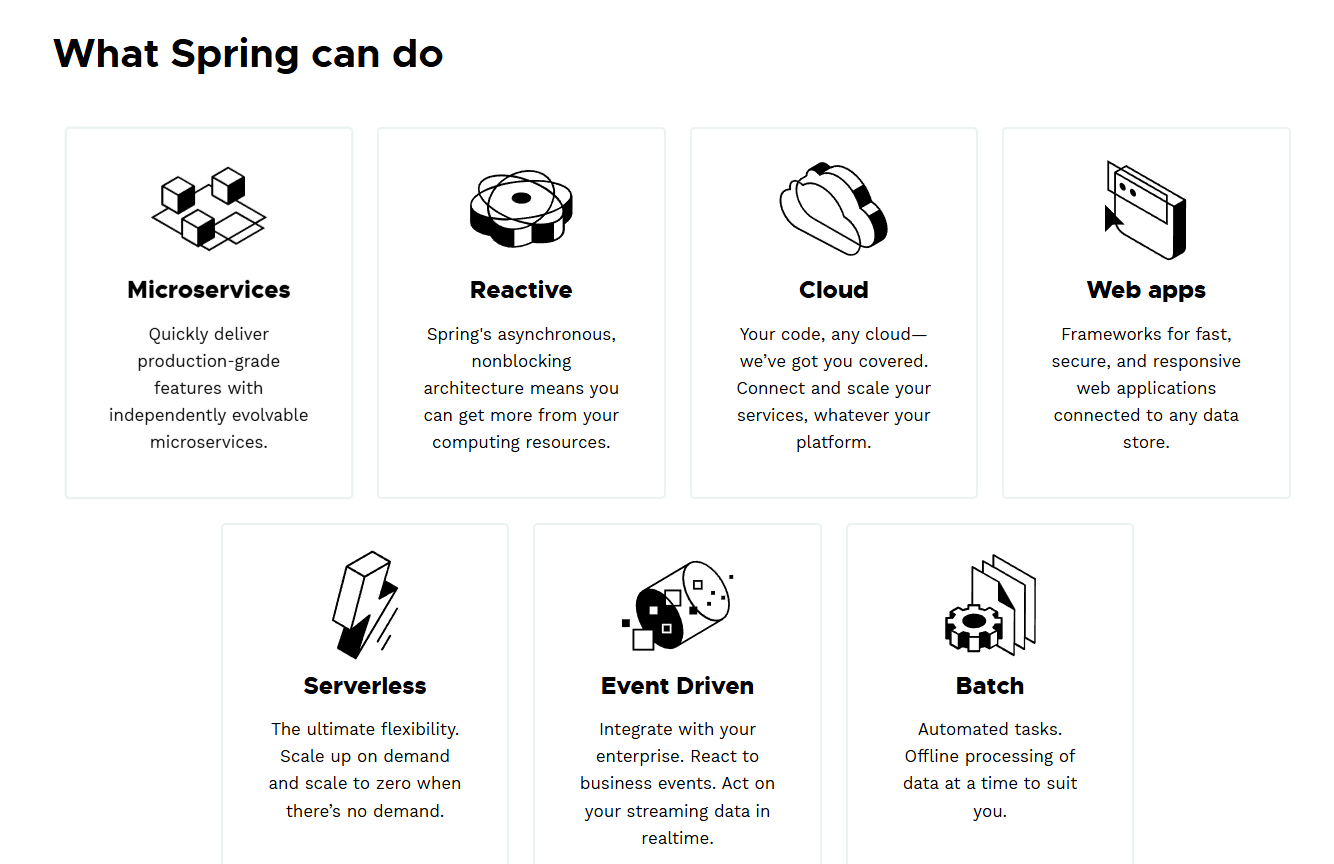 What Spring can do
Microservices
Quickly deliver
production-grade
features with
independently evolvable
microservices.
Reactive
Spring's asynchronous,
nonblocking
architecture means you
can get more from your
computing resources.
Cloud
Your code, any cloud—
we’ve got you covered.
Connect and scale your
services, whatever your
platform.
Web apps
Frameworks for fast,
secure, and responsive
web applications
connected to any data
store.
Serverless
The ultimate flexibility.
Scale up on demand
and scale to zero when
there’s no demand.
Event Driven
Integrate with your
enterprise. React to
business events. Act on
your streaming data in
realtime.
Batch
Automated tasks.
Offline processing of
data at a time to suit
you.